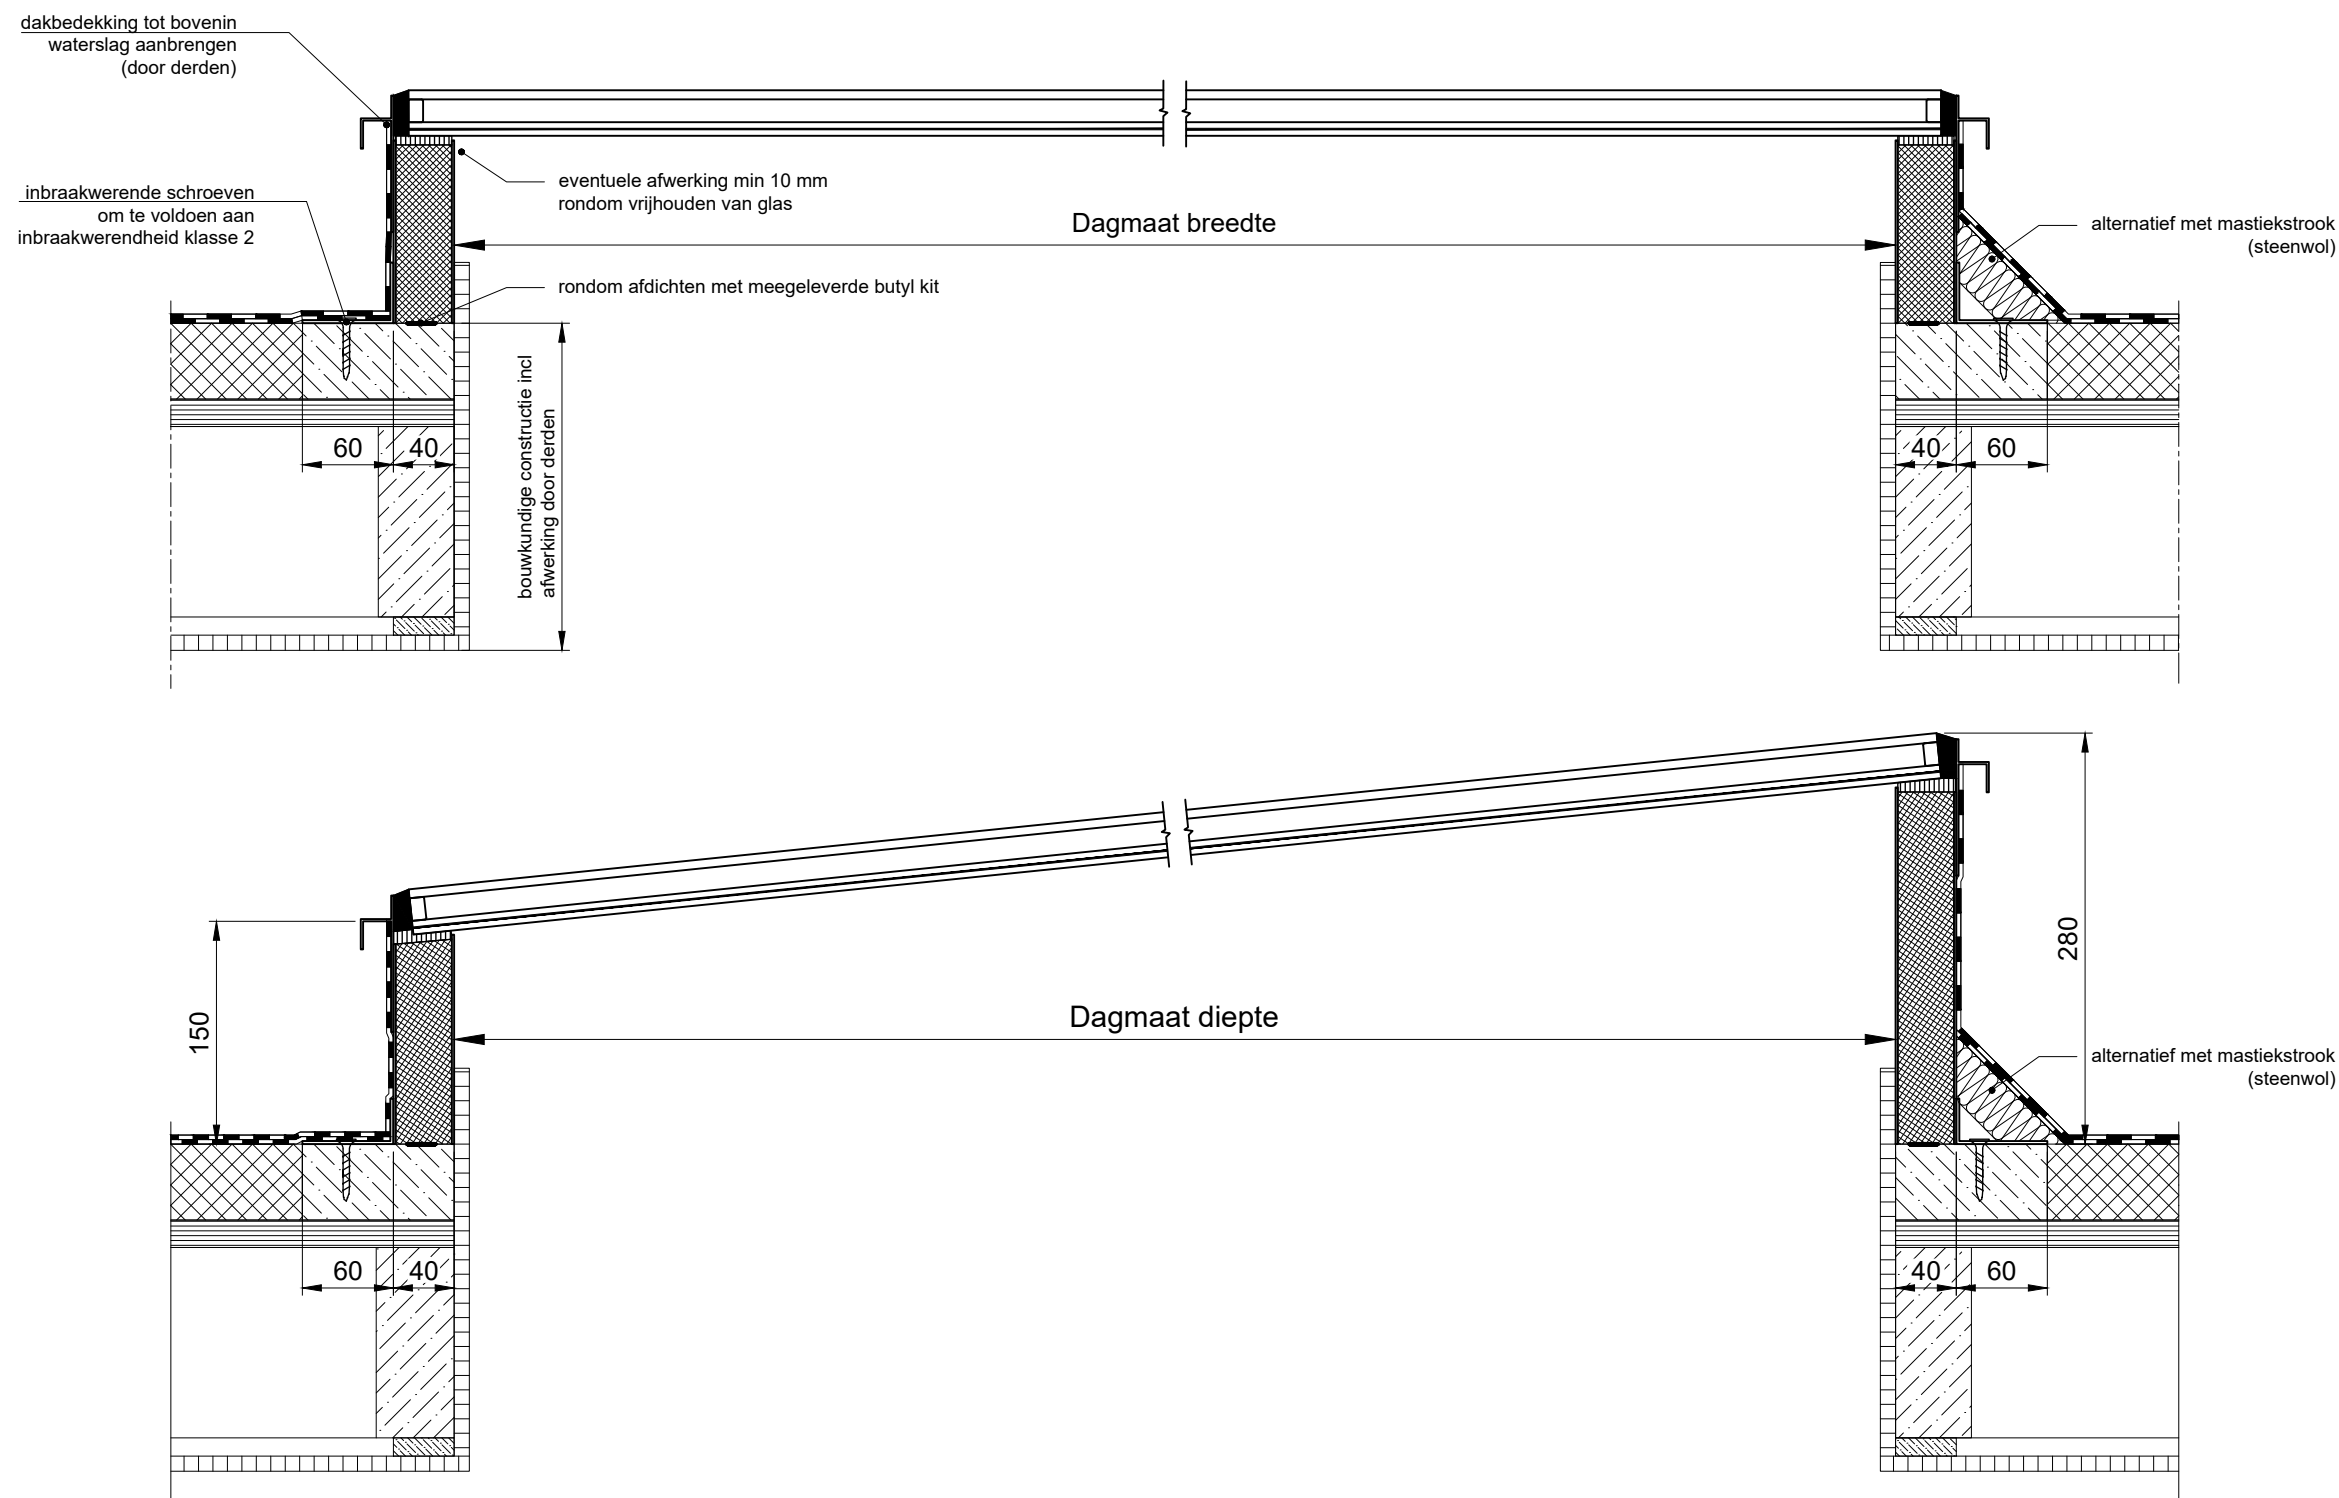 dakbedekking tot bovenin
waterslag aanbrengen
(door derden)
inbraakwerende schroeven
om te voldoen aan
inbraakwerendheid klasse 2
eventuele afwerking min 10 mm
rondom vrijhouden van glas
Dagmaat breedte
alternatief met mastiekstrook
(steenwol)
rondom afdichten met meegeleverde butyl kit
bouwkundige constructie incl
afwerking door derden
60
40
40
60
280
150
Dagmaat diepte
alternatief met mastiekstrook
(steenwol)
60
40
40
60